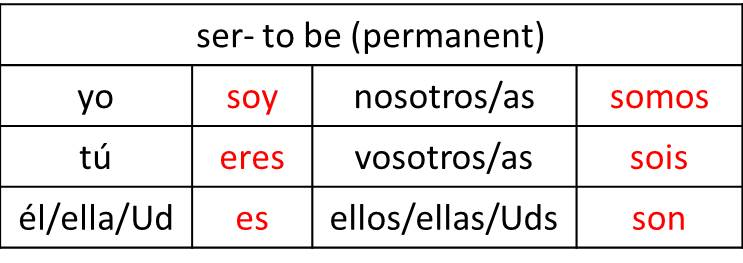 ser- to be (permanent)
yo soy nosotros/as somos
tú eres vosotros/as sois
él/ella/Ud es ellos/ellas/Uds son